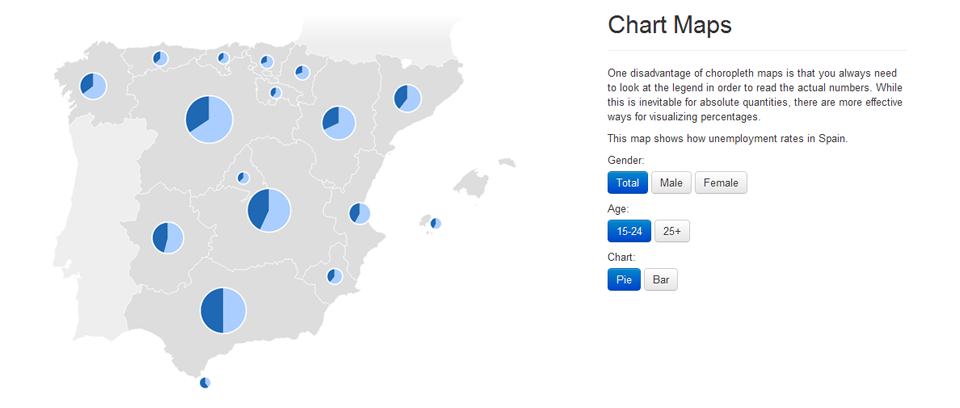 Chart Maps
One disadvantage of choropleth maps is that you always need
to look at the legend in order to read the actual numbers. While
this is inevitable for absolute quantities, there are more effective
ways for visualizing percentages.
This map shows how unemployment rates in Spain.
Gender:
Total Male Female
Age:
15-24 25+
Chart:
Pie Bar